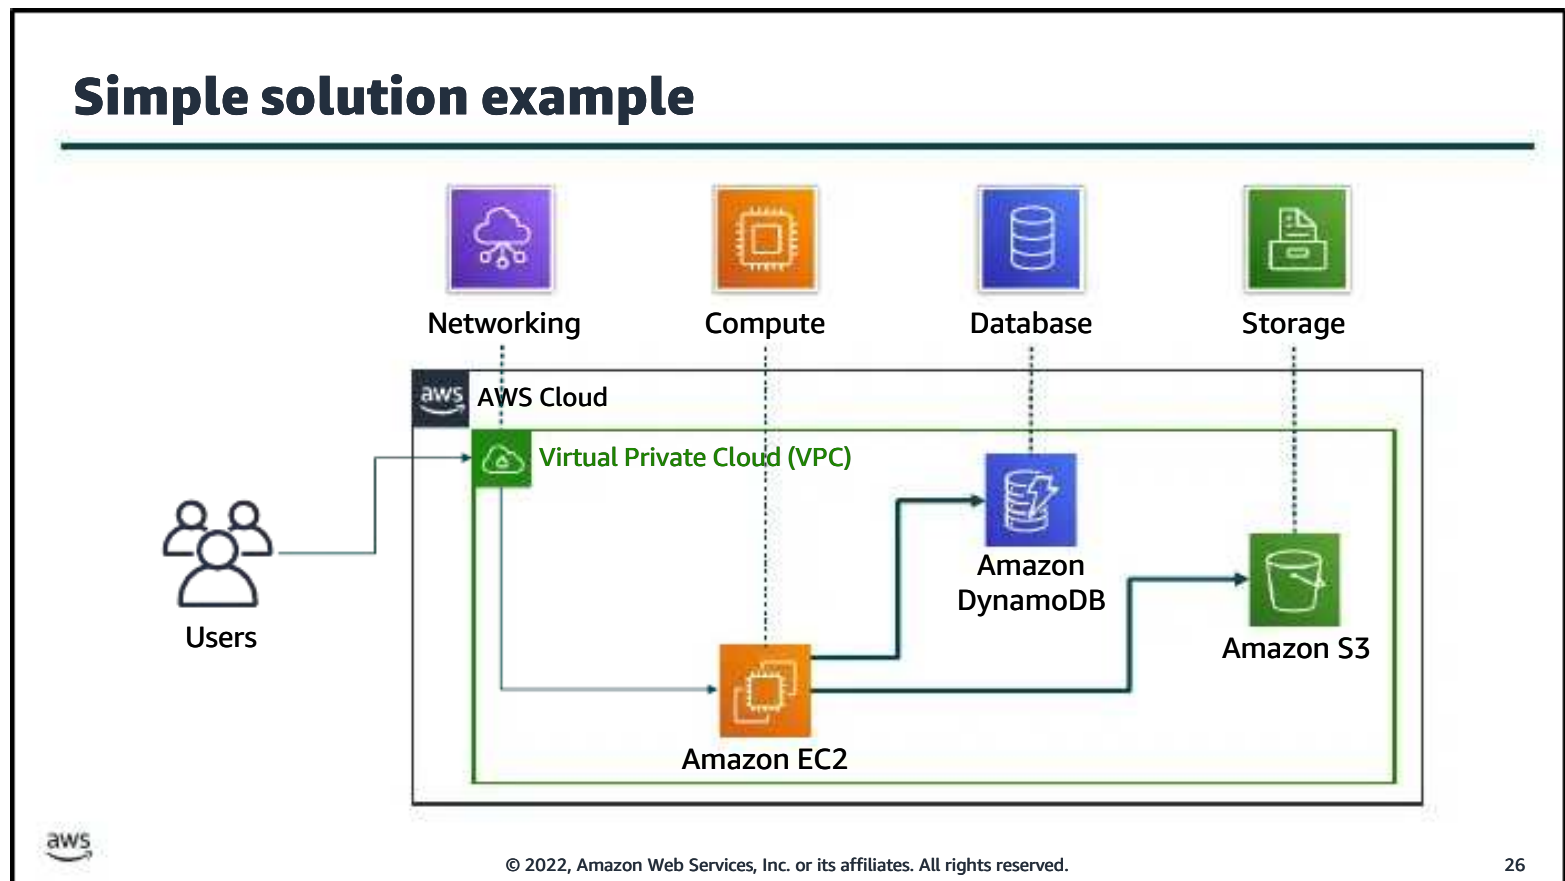 Simple solution example
Networking
Compute
Database
Storage
aws
AWS Cloud
Virtual Private Cloud (VPC)
Users
Amazon
DynamoDB
Amazon S3
Amazon EC2
aws
© 2022, Amazon Web Services, Inc. or its affiliates. All rights reserved.
26